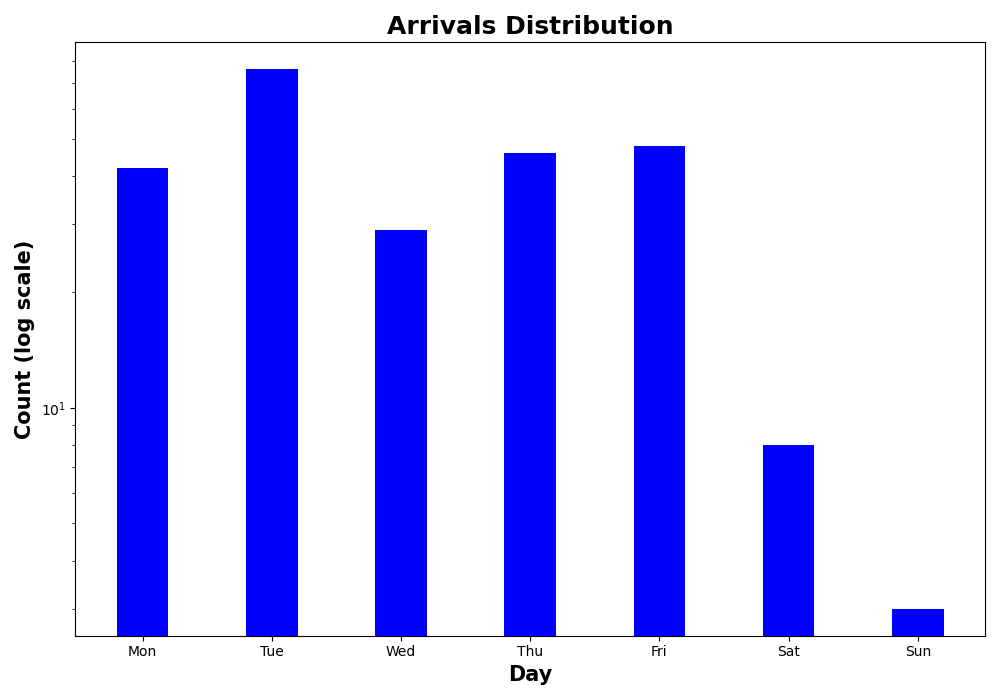 Arrivals Distribution
Count (log scale)
10¹
Mon Tue Wed Thu Fri Sat Sun
Day